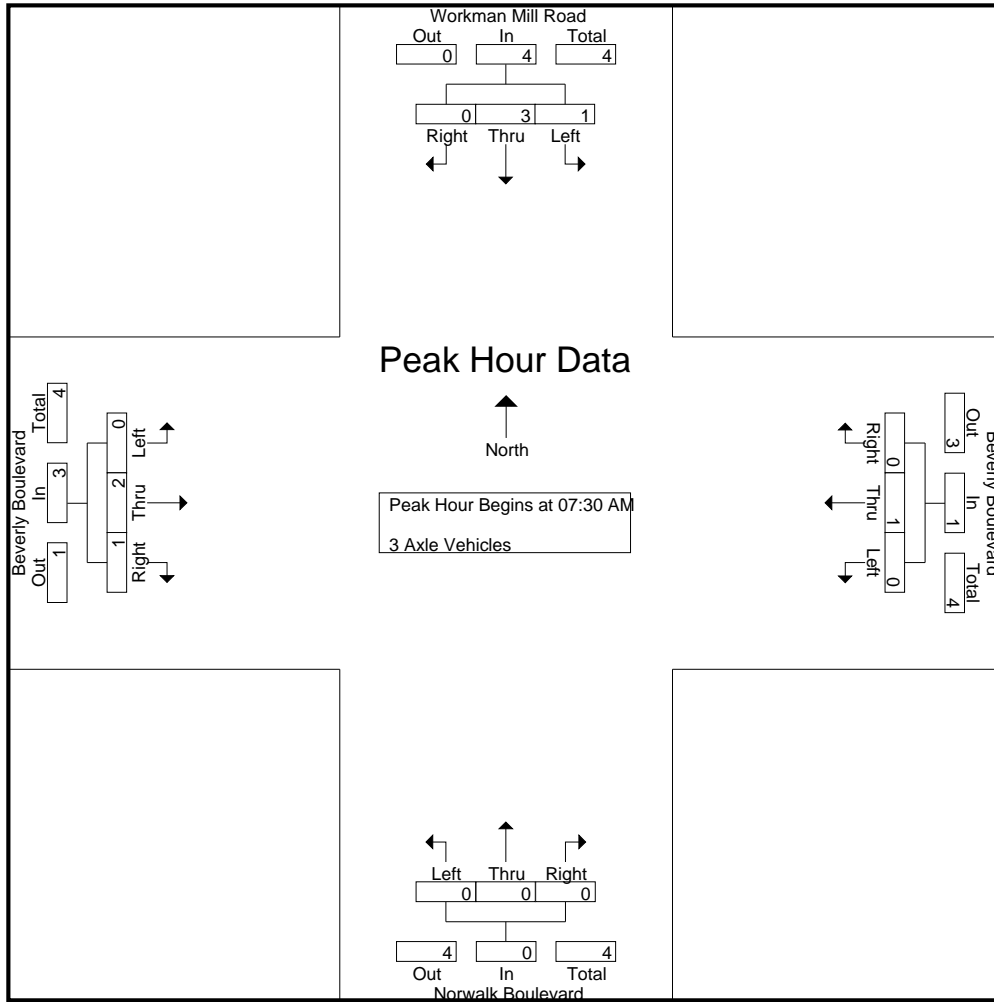 Workman Mill Road
Out In Total
0 4 4
0 3 1
Right Thru Left
Peak Hour Data
North
Peak Hour Begins at 07:30 AM
3 Axle Vehicles
Beverly Boulevard
Out In Total
1 3 4
Right Thru Left
1 2 0
Beverly Boulevard
Out In Total
3 1 4
Right Thru Left
0 1 0
Left Thru Right
0 0 0
4 0 4
Out In Total
Norwalk Boulevard